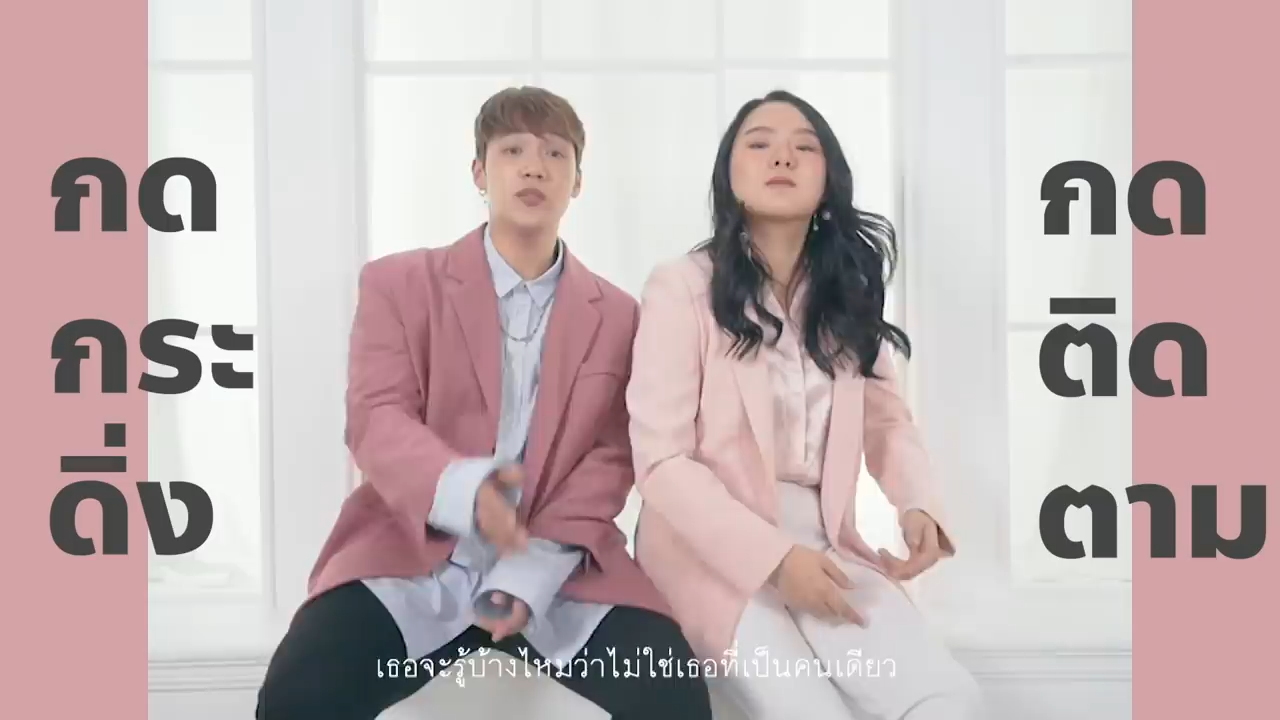 กด
กระ
ดิ่ง
กด
ติด
ตาม
เธอจะรู้บ้างไหมว่าไม่ใช่เธอที่เป็นคนเดียว